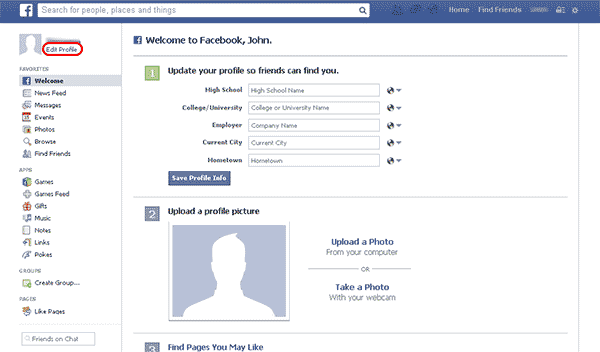 f
Search for people, places and things
Home Find Friends
Edit Profile
FAVORITES
Welcome
News Feed
Messages
Events
Photos
Browse
Find Friends
APPS
Games
Games Feed
Gifts
Music
Notes
Links
Pokes
GROUPS
Create Group...
PAGES
Like Pages
Friends on Chat
Welcome to Facebook, John.
1 Update your profile so friends can find you.
High School High School Name
College/University College or University Name
Employer Company Name
Current City Current City
Hometown Hometown
Save Profile Info
2 Upload a profile picture
Upload a Photo
From your computer
OR
Take a Photo
With your webcam
3 Find Pages You May Like